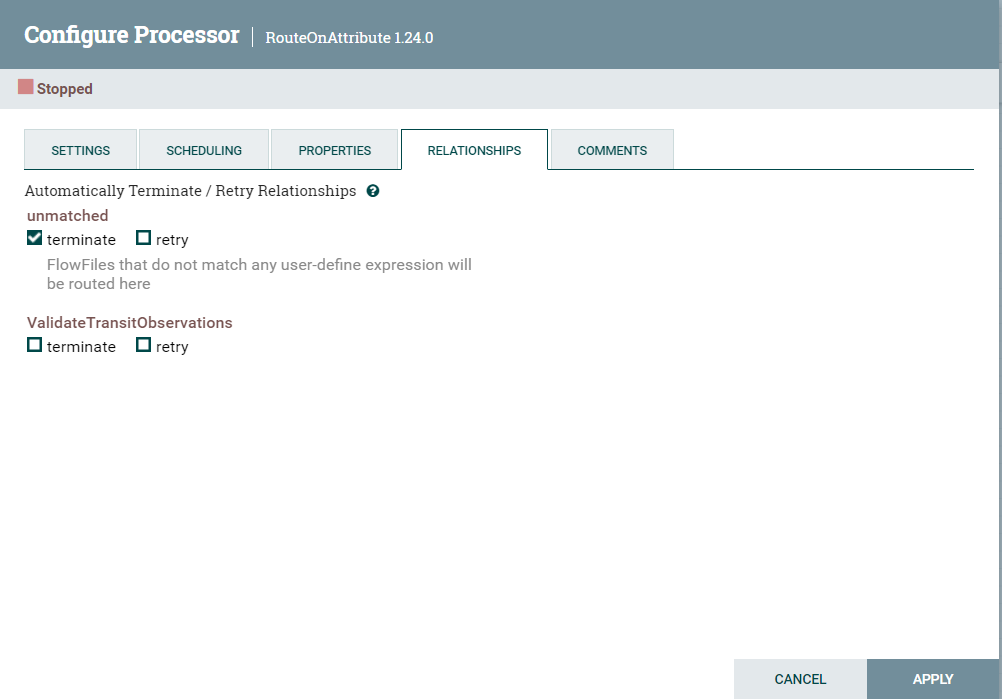 Configure Processor | RouteOnAttribute 1.24.0
Stopped
SETTINGS SCHEDULING PROPERTIES RELATIONSHIPS COMMENTS
Automatically Terminate / Retry Relationships ?
unmatched
terminate retry
FlowFiles that do not match any user-define expression will
be routed here
ValidateTransitObservations
terminate retry
CANCEL APPLY